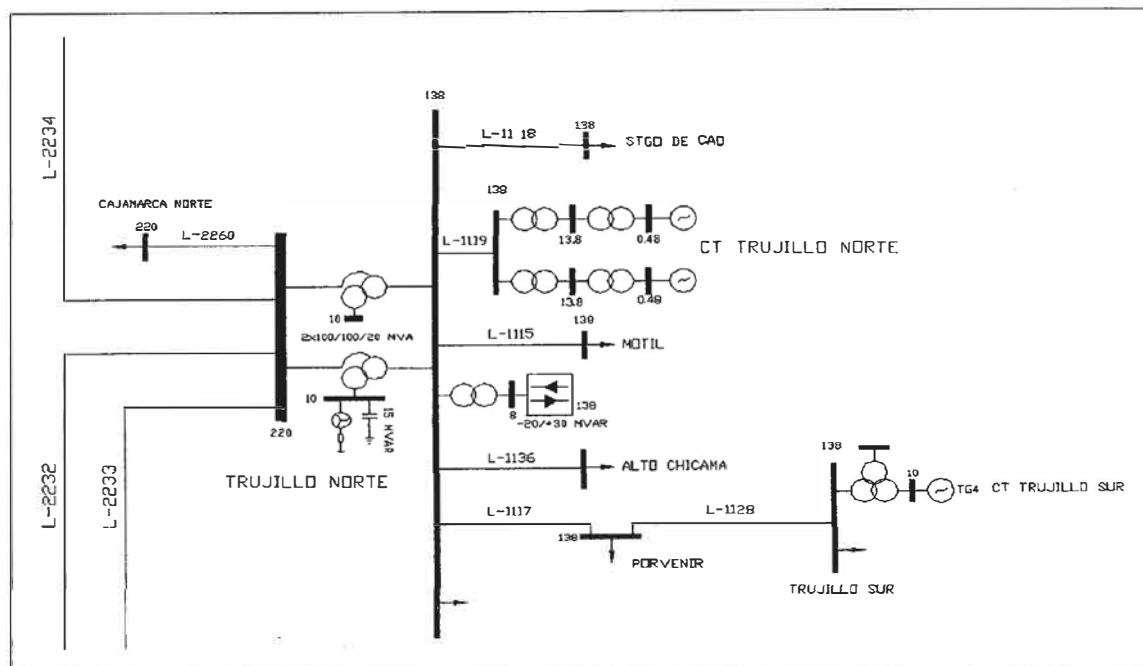 138
L-2234
L-11 18
138
STGO DE CAO
138
CAJAMARCA NORTE
220
L-2260
L-1119
13.8
0.48
CT TRUJILLO NORTE
13.8
0.48
10
2x100/100/20 MVA
L-1115
138
MOTIL
10
15 MVAR
220
8
138
-20/+30 MVAR
TRUJILLO NORTE
L-2232
L-2233
L-1136
ALTO CHICAMA
138
10
TG4
CT TRUJILLO SUR
L-1117
L-1128
138
PORVENIR
TRUJILLO SUR